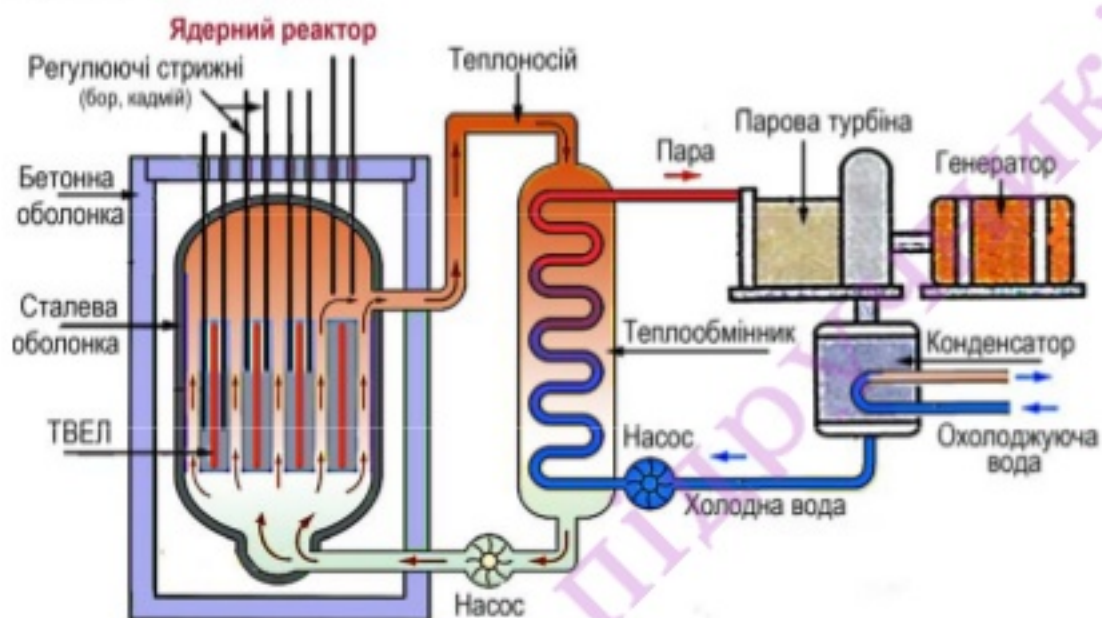 Ядерний реактор
Регулюючі стрижні
(бор, кадмій)
Теплоносій
Бетонна
оболонка
Сталева
оболонка
ТВЕЛ
Пара
Парова турбіна
Генератор
Теплообмінник
Конденсатор
Насос
Холодна вода
Охолоджуюча
вода
Насос